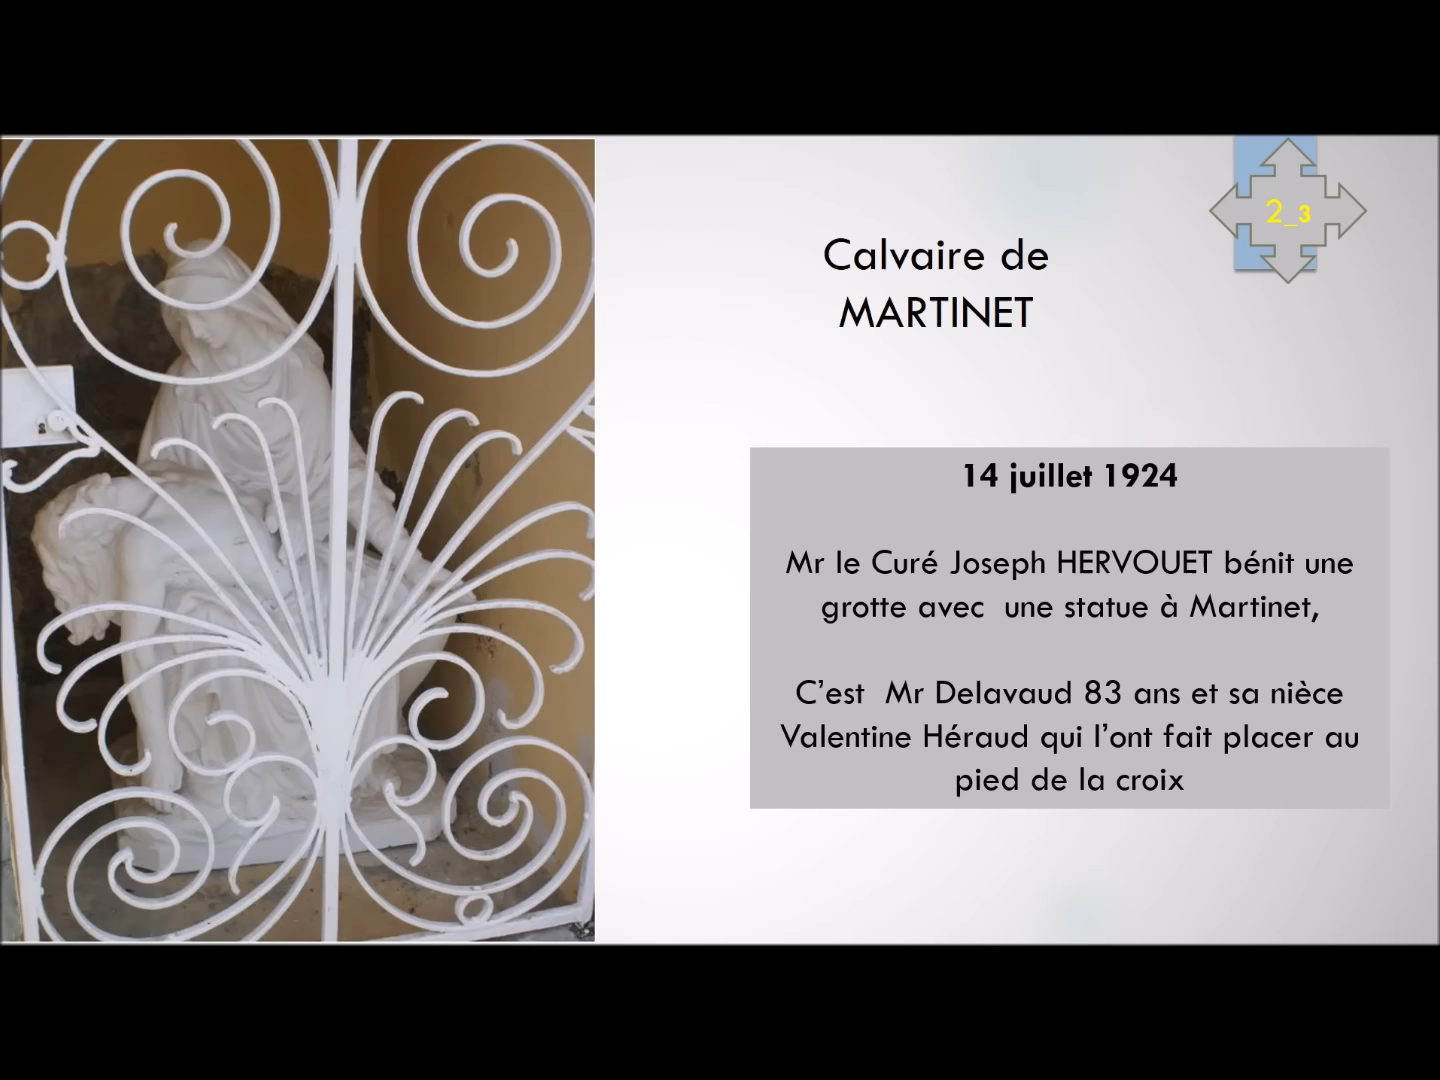 2_3
Calvaire de
MARTINET
14 juillet 1924
Mr le Curé Joseph HERVOUET bénit une
grotte avec  une statue à Martinet,
C’est  Mr Delavaud 83 ans et sa nièce
Valentine Héraud qui l’ont fait placer au
pied de la croix